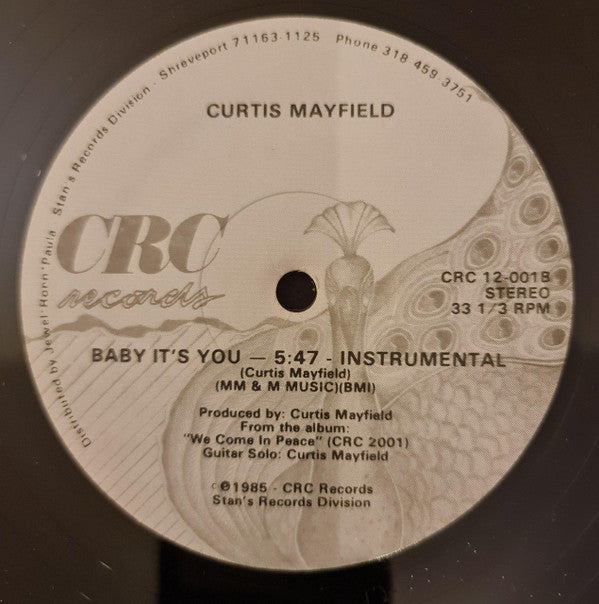 Distributed by Jewel·Ronn·Paula Stan's Records Division · Shreveport 71163-1125 Phone 318 459-3751
CURTIS MAYFIELD
CRC
records
CRC 12-001B
STEREO
33 1/3 RPM
BABY IT'S YOU — 5:47 - INSTRUMENTAL
(Curtis Mayfield)
(MM & M MUSIC)(BMI)
Produced by: Curtis Mayfield
From the album:
"We Come In Peace" (CRC 2001)
Guitar Solo: Curtis Mayfield
©℗1985 - CRC Records
Stan's Records Division